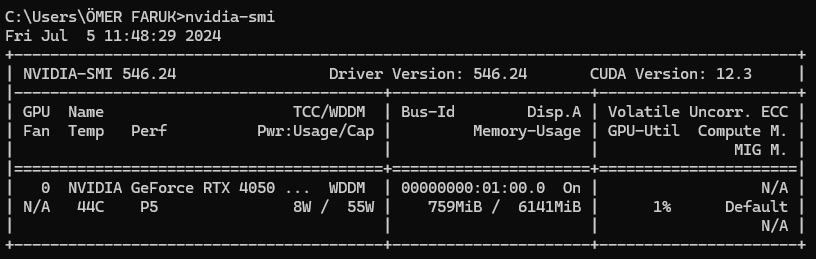 C:\Users\ÖMER FARUK>nvidia-smi
Fri Jul  5 11:48:29 2024
+---------------------------------------------------------------------------------------+
| NVIDIA-SMI 546.24                 Driver Version: 546.24       CUDA Version: 12.3     |
|-----------------------------------------+----------------------+----------------------+
| GPU  Name                     TCC/WDDM  | Bus-Id        Disp.A | Volatile Uncorr. ECC |
| Fan  Temp   Perf          Pwr:Usage/Cap |         Memory-Usage | GPU-Util  Compute M. |
|                                         |                      |               MIG M. |
|=========================================+======================+======================|
|   0  NVIDIA GeForce RTX 4050 ...  WDDM  | 00000000:01:00.0  On |                  N/A |
| N/A   44C    P5               8W /  55W |    759MiB /  6141MiB |      1%      Default |
|                                         |                      |                  N/A |
+-----------------------------------------+----------------------+----------------------+